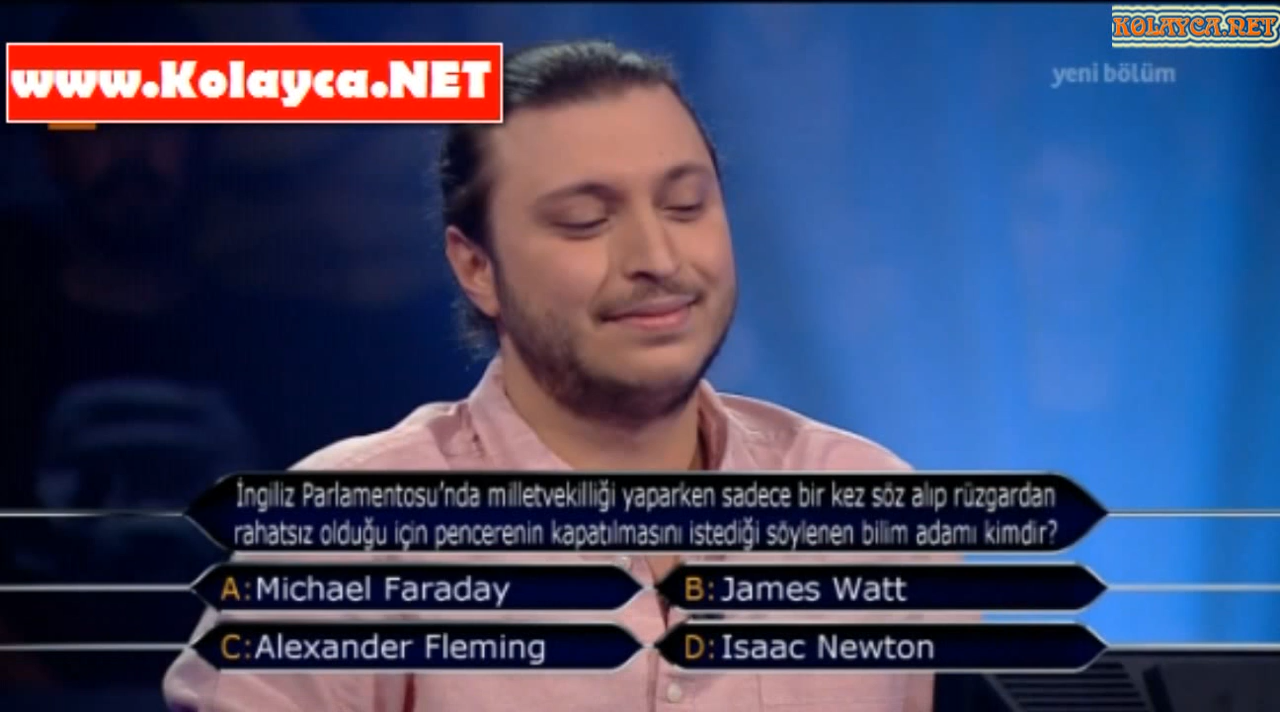 KOLAYCA.NET
www.Kolayca.NET
yeni bölüm
İngiliz Parlamentosu'nda milletvekilliği yaparken sadece bir kez söz alıp rüzgardan
rahatsız olduğu için pencerenin kapatılmasını istediği söylenen bilim adamı kimdir?
A:Michael Faraday
B:James Watt
C:Alexander Fleming
D:Isaac Newton